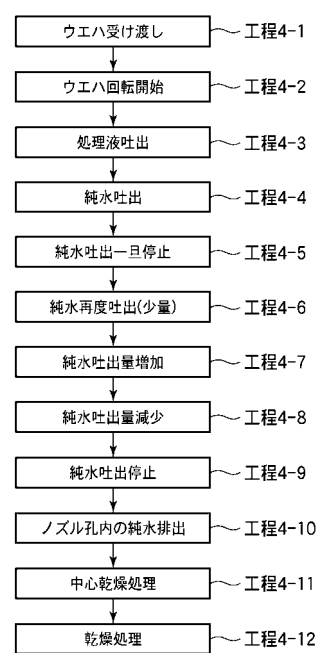 ウエハ受け渡し 工程4-1
ウエハ回転開始 工程4-2
処理液吐出 工程4-3
純水吐出 工程4-4
純水吐出一旦停止 工程4-5
純水再度吐出(少量) 工程4-6
純水吐出量増加 工程4-7
純水吐出量減少 工程4-8
純水吐出停止 工程4-9
ノズル孔内の純水排出 工程4-10
中心乾燥処理 工程4-11
乾燥処理 工程4-12